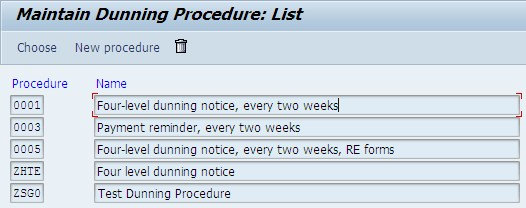 Maintain Dunning Procedure: List
Choose New procedure
Procedure Name
0001 Four-level dunning notice, every two weeks
0003 Payment reminder, every two weeks
0005 Four-level dunning notice, every two weeks, RE forms
ZHTE Four level dunning notice
ZSG0 Test Dunning Procedure